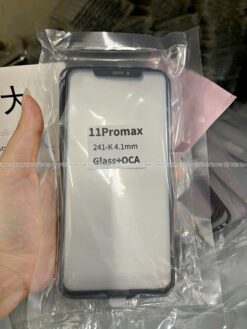 大
11Promax
241-K 4.1mm
Glass+OCA